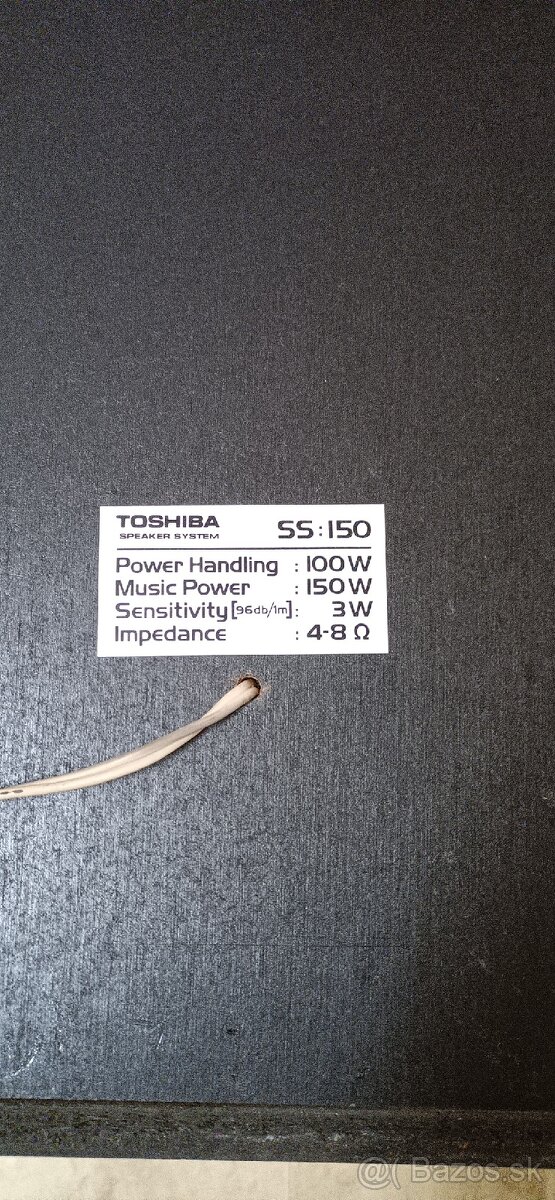 TOSHIBA SS:150
SPEAKER SYSTEM
Power Handling : 100W
Music Power : 150W
Sensitivity [96db/1m]: 3W
Impedance : 4-8 Ω
@( Bazos.sk